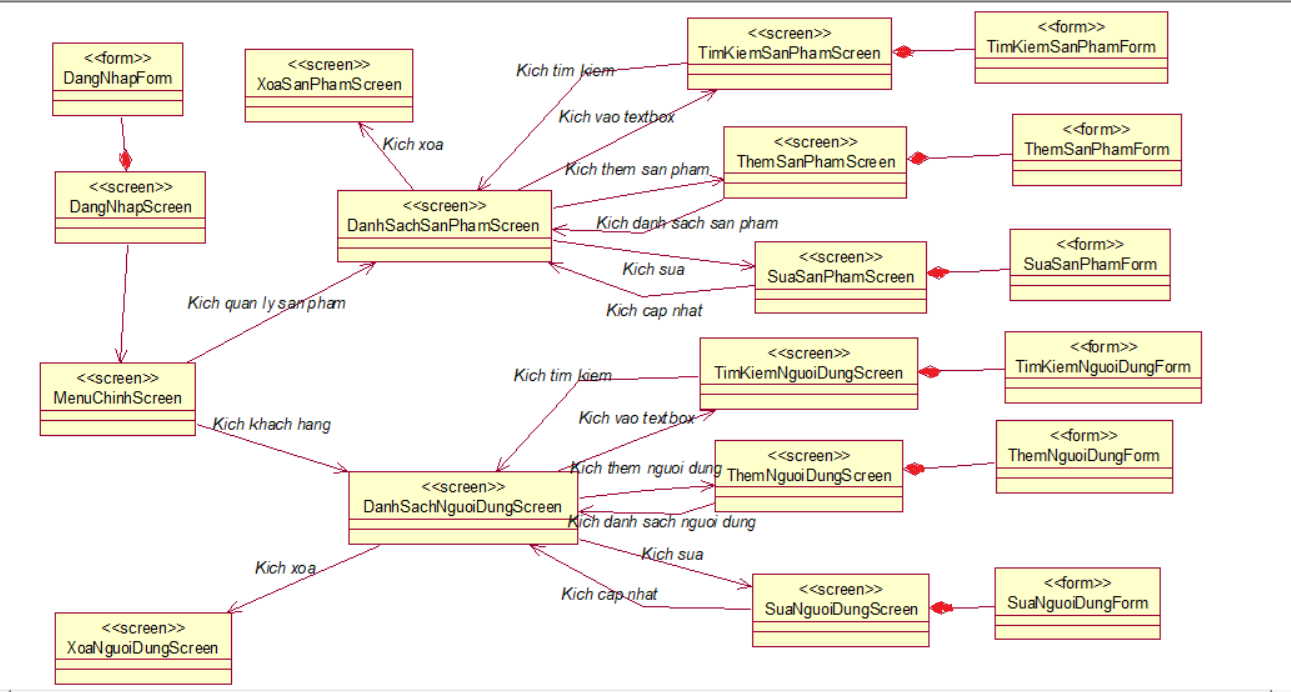 <<form>>
DangNhapForm
<<screen>>
XoaSanPhamScreen
<<screen>>
TimKiemSanPhamScreen
<<form>>
TimKiemSanPhamForm
Kich tim kiem
Kich vao textbox
Kich xoa
<<screen>>
ThemSanPhamScreen
<<form>>
ThemSanPhamForm
Kich them san pham
<<screen>>
DangNhapScreen
<<screen>>
DanhSachSanPhamScreen
Kich danh sach san pham
<<screen>>
SuaSanPhamScreen
<<form>>
SuaSanPhamForm
Kich sua
Kich cap nhat
Kich quan ly san pham
<<screen>>
MenuChinhScreen
<<screen>>
TimKiemNguoiDungScreen
<<form>>
TimKiemNguoiDungForm
Kich tim kiem
Kich vao textbox
Kich khach hang
<<screen>>
ThemNguoiDungScreen
<<form>>
ThemNguoiDungForm
Kich them nguoi dung
<<screen>>
DanhSachNguoiDungScreen
Kich danh sach nguoi dung
Kich sua
Kich cap nhat
Kich xoa
<<screen>>
SuaNguoiDungScreen
<<form>>
SuaNguoiDungForm
<<screen>>
XoaNguoiDungScreen